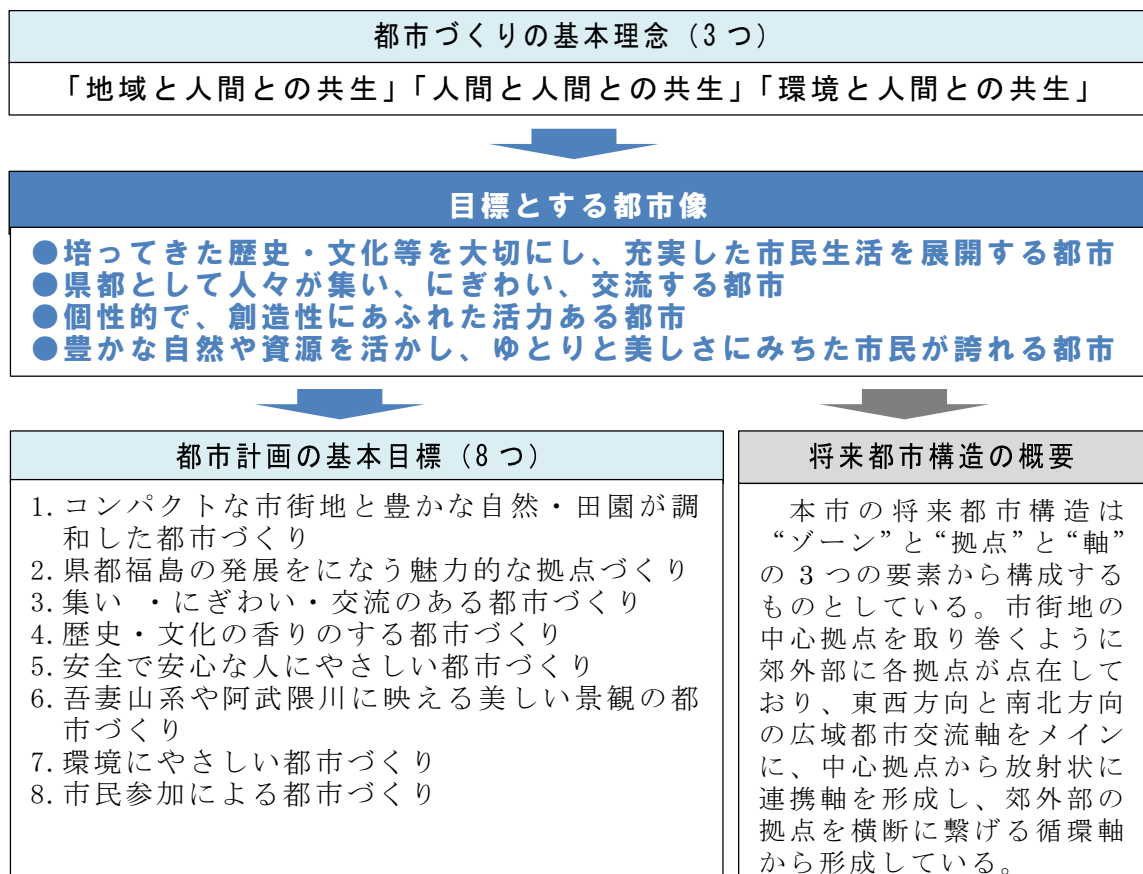 都市づくりの基本理念（3つ）
「地域と人間との共生」「人間と人間との共生」「環境と人間との共生」
目標とする都市像
●培ってきた歴史・文化等を大切にし、充実した市民生活を展開する都市
●県都として人々が集い、にぎわい、交流する都市
●個性的で、創造性にあふれた活力ある都市
●豊かな自然や資源を活かし、ゆとりと美しさにみちた市民が誇れる都市
都市計画の基本目標（8つ）
1.コンパクトな市街地と豊かな自然・田園が調
和した都市づくり
2.県都福島の発展をになう魅力的な拠点づくり
3.集い ・にぎわい・交流のある都市づくり
4.歴史・文化の香りのする都市づくり
5.安全で安心な人にやさしい都市づくり
6.吾妻山系や阿武隈川に映える美しい景観の都
市づくり
7.環境にやさしい都市づくり
8.市民参加による都市づくり
将来都市構造の概要
本市の将来都市構造は
“ゾーン”と“拠点”と“軸”
の 3 つの要素から構成する
ものとしている。市街地の
中心拠点を取り巻くように
郊外部に各拠点が点在して
おり、東西方向と南北方向
の広域都市交流軸をメイン
に、中心拠点から放射状に
連携軸を形成し、郊外部の
拠点を横断に繋げる循環軸
から形成している。